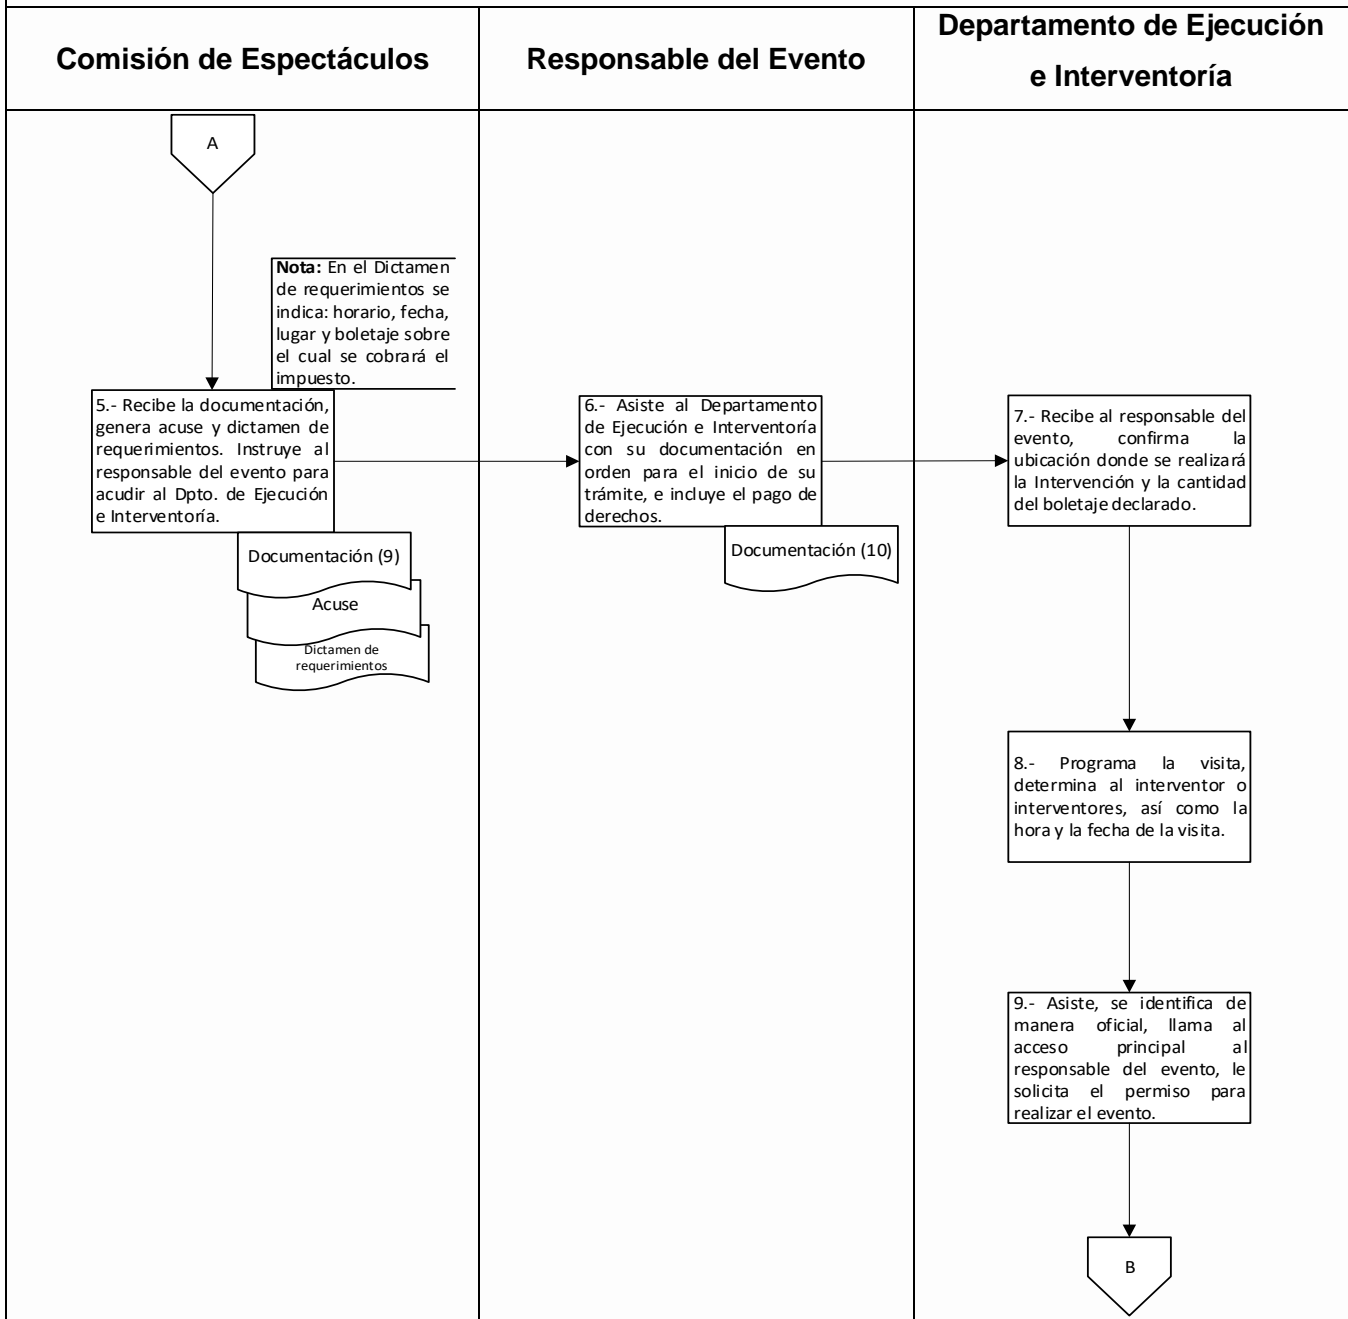 Comisión de Espectáculos
Responsable del Evento
Departamento de Ejecución
e Interventoría
A
Nota: En el Dictamen
de requerimientos se
indica: horario, fecha,
lugar y boletaje sobre
el cual se cobrará el
impuesto.
5.- Recibe la documentación,
genera acuse y dictamen de
requerimientos. Instruye al
responsable del evento para
acudir al Dpto. de Ejecución
e Interventoría.
Documentación (9)
Acuse
Dictamen de
requerimientos
6.- Asiste al Departamento
de Ejecución e Interventoría
con su documentación en
orden para el inicio de su
trámite, e incluye el pago de
derechos.
Documentación (10)
7.- Recibe al responsable del
evento, confirma la
ubicación donde se realizará
la Intervención y la cantidad
del boletaje declarado.
8.- Programa la visita,
determina al interventor o
interventores, así como la
hora y la fecha de la visita.
9.- Asiste, se identifica de
manera oficial, llama al
acceso principal al
responsable del evento, le
solicita el permiso para
realizar el evento.
B